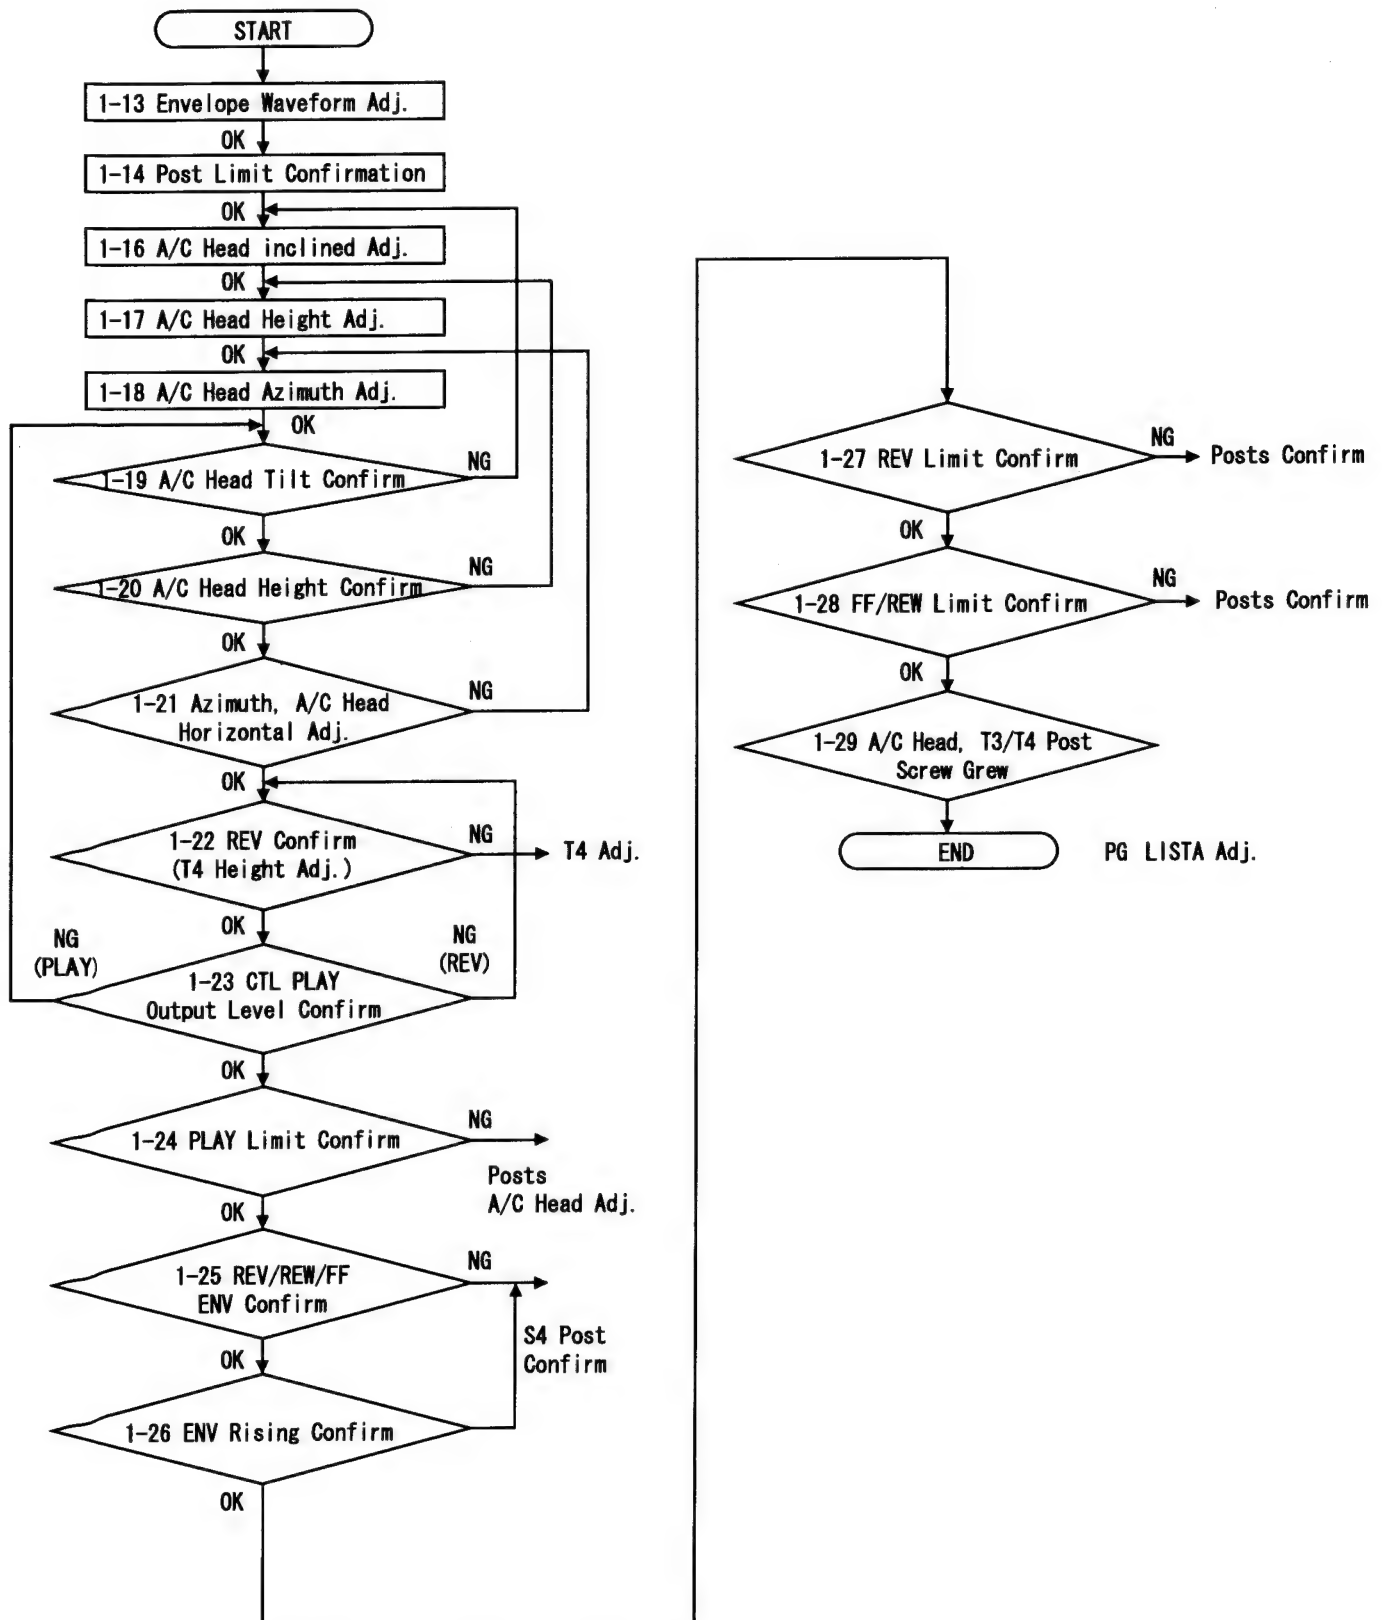 START
1-13 Envelope Waveform Adj.
OK
1-14 Post Limit Confirmation
OK
1-16 A/C Head inclined Adj.
OK
1-17 A/C Head Height Adj.
OK
1-18 A/C Head Azimuth Adj.
OK
1-19 A/C Head Tilt Confirm
NG
OK
1-20 A/C Head Height Confirm
NG
OK
1-21 Azimuth, A/C Head
Horizontal Adj.
NG
OK
1-22 REV Confirm
(T4 Height Adj.)
NG
T4 Adj.
OK
NG
(PLAY)
NG
(REV)
1-23 CTL PLAY
Output Level Confirm
OK
1-24 PLAY Limit Confirm
NG
Posts
A/C Head Adj.
OK
1-25 REV/REW/FF
ENV Confirm
NG
S4 Post
Confirm
OK
1-26 ENV Rising Confirm
OK
1-27 REV Limit Confirm
NG
Posts Confirm
OK
1-28 FF/REW Limit Confirm
NG
Posts Confirm
OK
1-29 A/C Head, T3/T4 Post
Screw Grew
END
PG LISTA Adj.